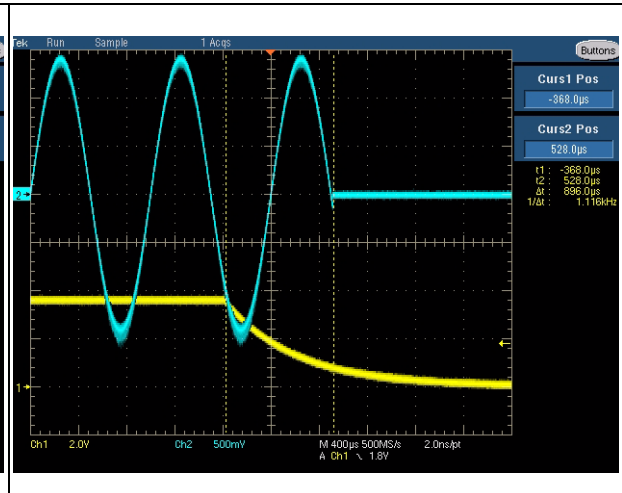 Tek Run Sample 1 Acqs
Buttons
Curs1 Pos
-368.0µs
Curs2 Pos
528.0µs
t1 : -368.0µs
t2 : 528.0µs
Δt : 896.0µs
1/Δt : 1.116kHz
2
1
Ch1 2.0V Ch2 500mV M 400µs 500MS/s 2.0ns/pt
A Ch1 \ 1.8V